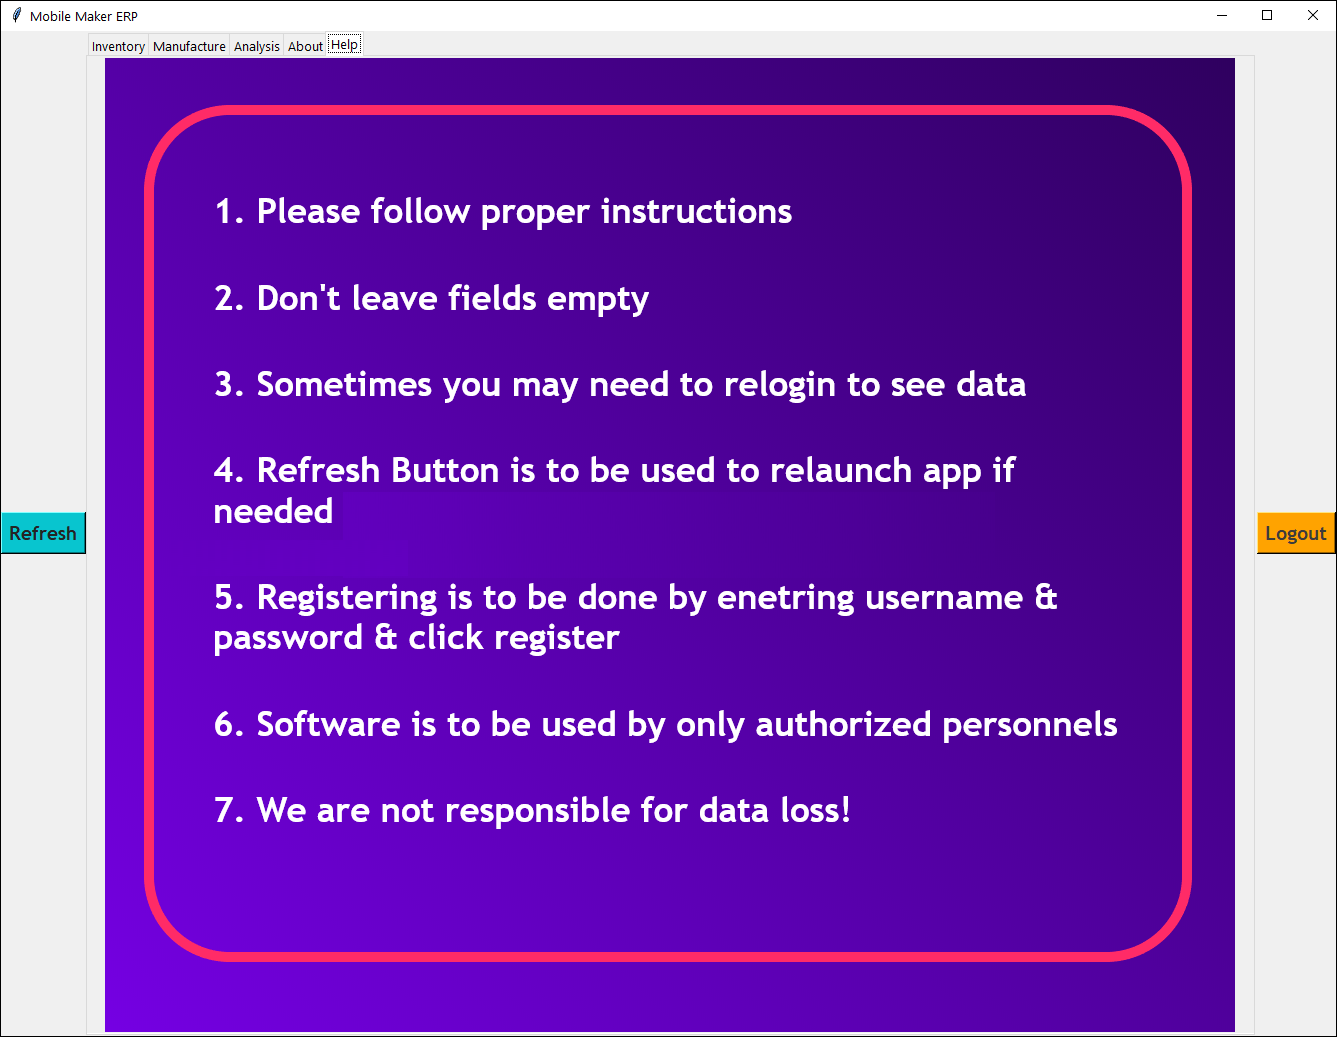 Mobile Maker ERP
Inventory Manufacture Analysis About Help
1. Please follow proper instructions
2. Don't leave fields empty
3. Sometimes you may need to relogin to see data
4. Refresh Button is to be used to relaunch app if
needed
Refresh
Logout
5. Registering is to be done by enetring username &
password & click register
6. Software is to be used by only authorized personnels
7. We are not responsible for data loss!